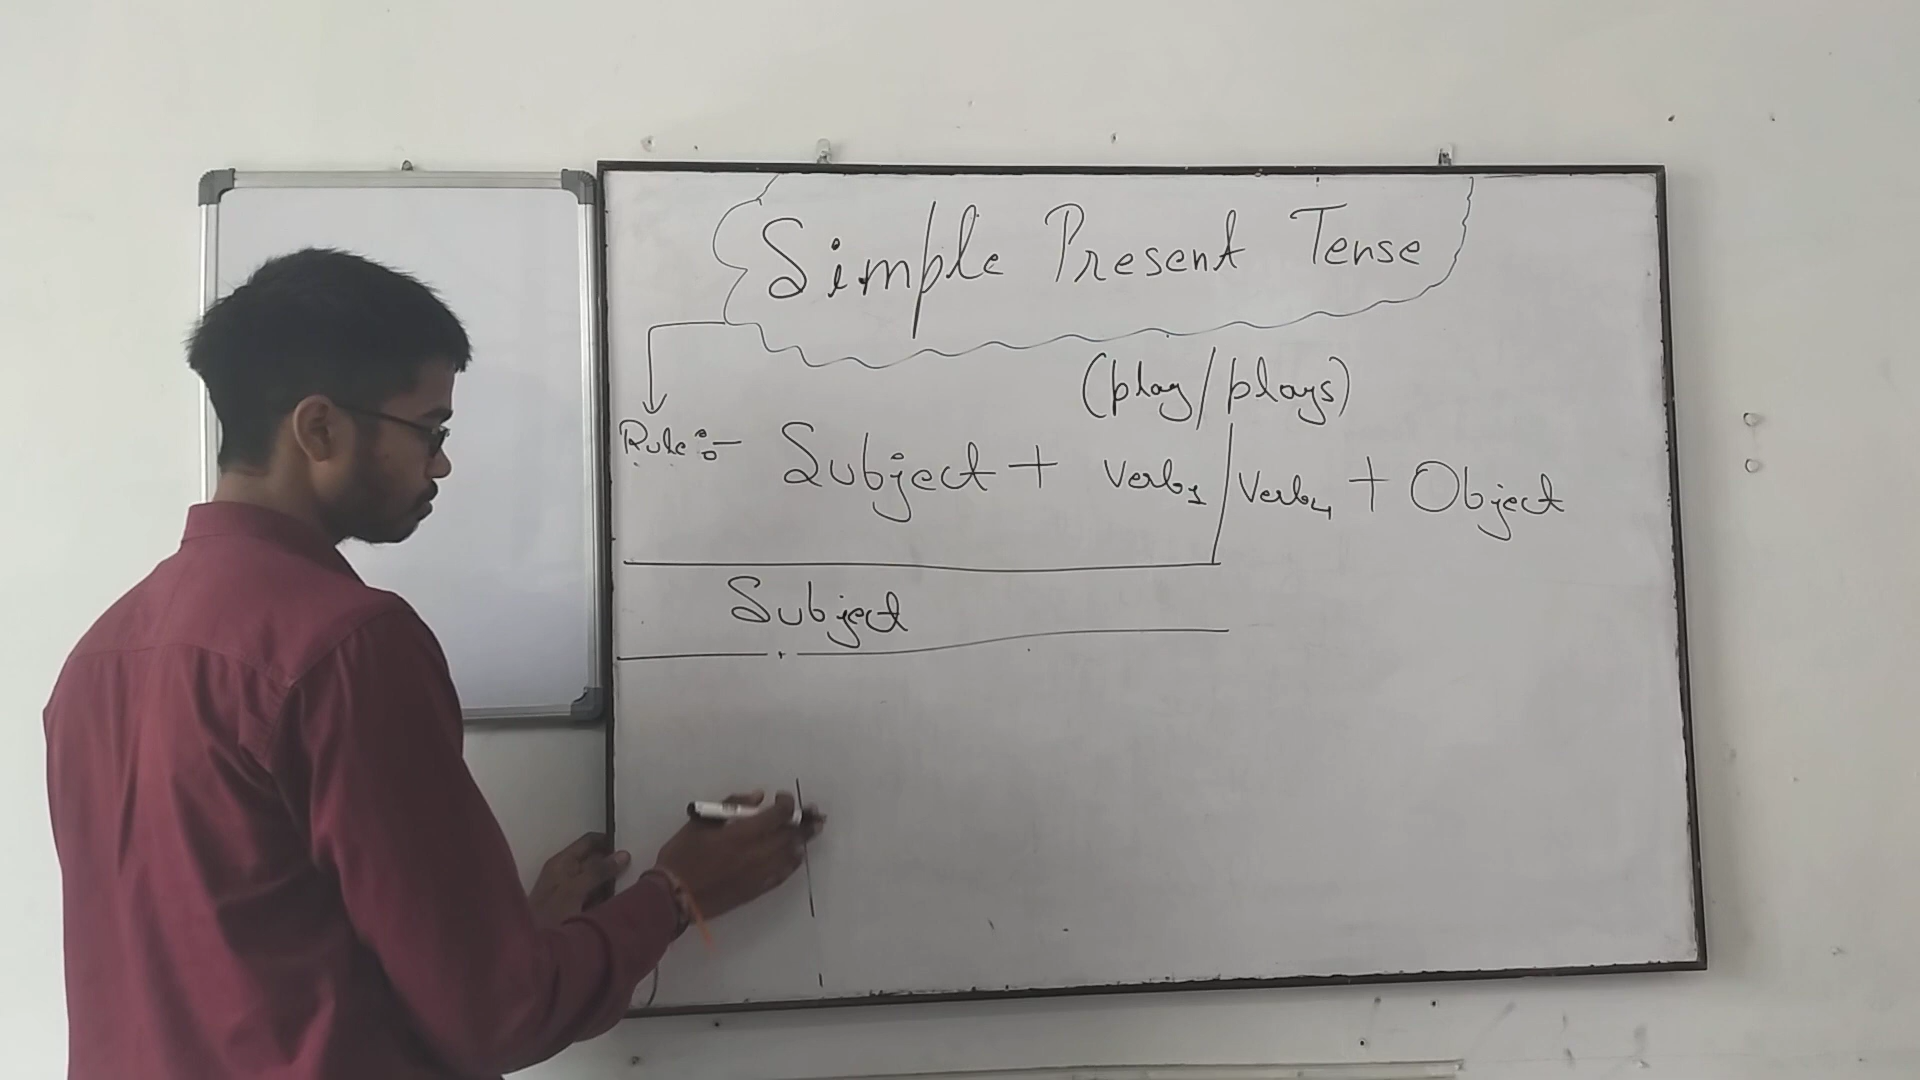 Simple Present Tense
(play/plays)
Rule:- Subject + Verb₁/Verb₄ + Object
Subject